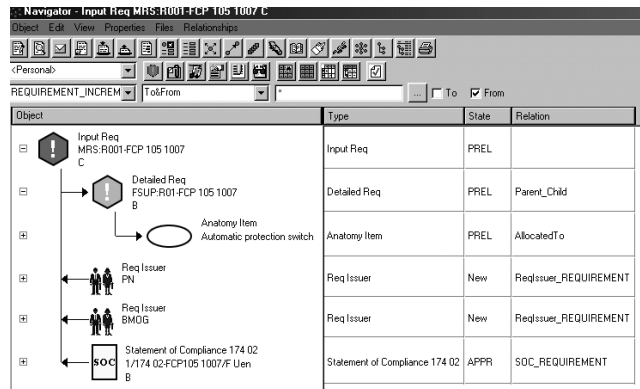 Navigator - Input Req MRS:R001-FCP 105 1007 C
Object Edit View Properties Files Relationships
<Personal>
REQUIREMENT_INCREM To&From * ... To From
Object Type State Relation
Input Req
MRS:R001-FCP 105 1007
C
Input Req PREL
Detailed Req
FSUP:R01-FCP 105 1007
B
Detailed Req PREL Parent_Child
Anatomy Item
Automatic protection switch
Anatomy Item PREL AllocatedTo
Req Issuer
PN
Req Issuer New ReqIssuer_REQUIREMENT
Req Issuer
BMOG
Req Issuer New ReqIssuer_REQUIREMENT
Statement of Compliance 174 02
SOC 1/174 02-FCP105 1007/F Uen
B
Statement of Compliance 174 02 APPR SOC_REQUIREMENT